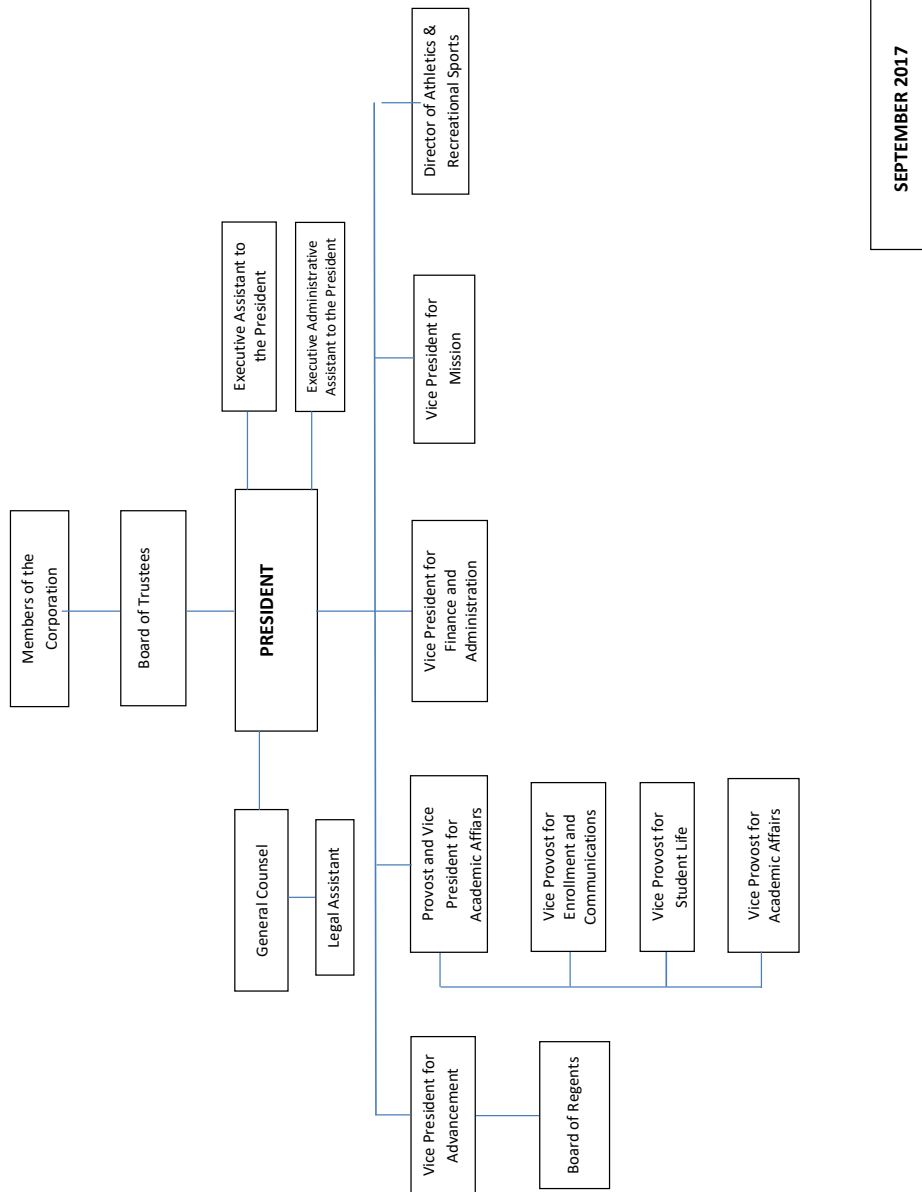 Members of the
Corporation
Board of Trustees
PRESIDENT
Executive Assistant to
the President
Executive Administrative
Assistant to the President
General Counsel
Legal Assistant
Vice President for
Advancement
Board of Regents
Provost and Vice
President for
Academic Affiars
Vice Provost for
Enrollment and
Communications
Vice Provost for
Student Life
Vice Provost for
Academic Affairs
Vice President for
Finance and
Administration
Vice President for
Mission
Director of Athletics &
Recreational Sports
SEPTEMBER 2017